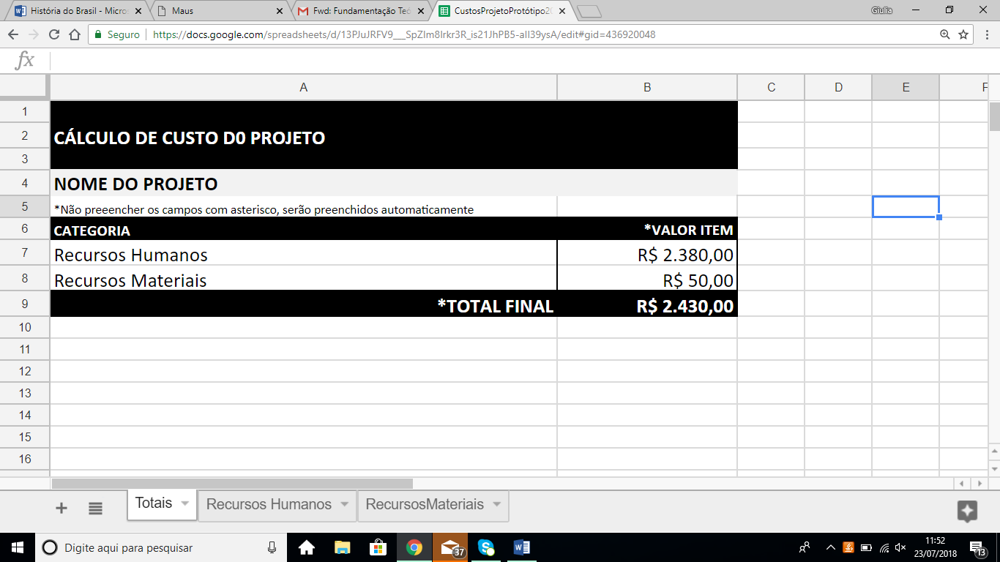 História do Brasil - Micros
Maus
Fwd: Fundamentação Teó
CustosProjetoProtótipo20
Giulia
Seguro
https://docs.google.com/spreadsheets/d/13PJuJRFV9___SpZIm8Irkr3R_is21JhPB5-aII39ysA/edit#gid=436920048
fx
A B C D E F
1
2 CÁLCULO DE CUSTO D0 PROJETO
3
4 NOME DO PROJETO
5 *Não preeencher os campos com asterisco, serão preenchidos automaticamente
6 CATEGORIA *VALOR ITEM
7 Recursos Humanos R$ 2.380,00
8 Recursos Materiais R$ 50,00
9 *TOTAL FINAL R$ 2.430,00
10
11
12
13
14
15
16
Totais Recursos Humanos RecursosMateriais
Digite aqui para pesquisar
37
11:52
23/07/2018
13